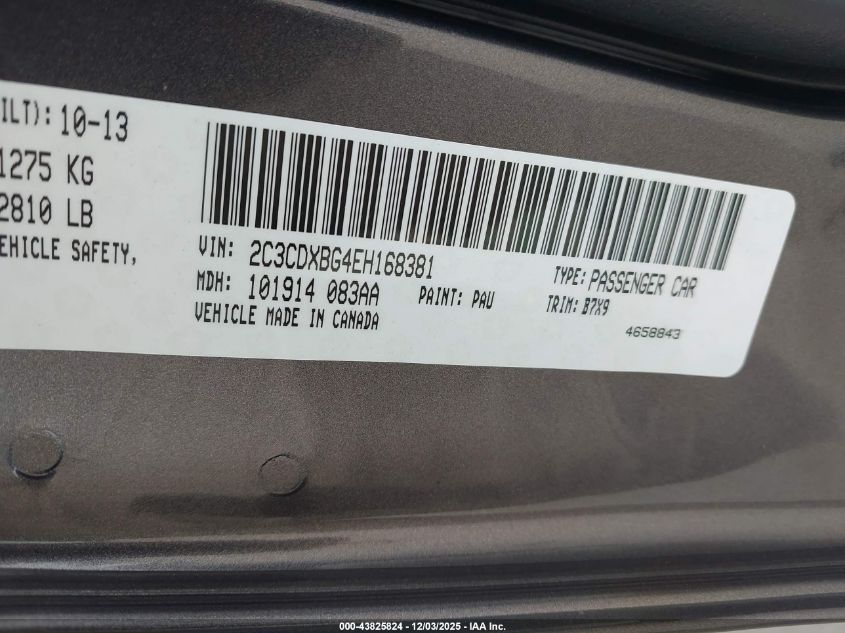 ILT): 10-13
1275 KG
2810 LB
EHICLE SAFETY,
VIN: 2C3CDXBG4EH168381
TYPE: PASSENGER CAR
MDH: 101914 083AA
PAINT: PAU
TRIM: B7X9
VEHICLE MADE IN CANADA
4658843
000-43825824 - 12/03/2025 - IAA Inc.